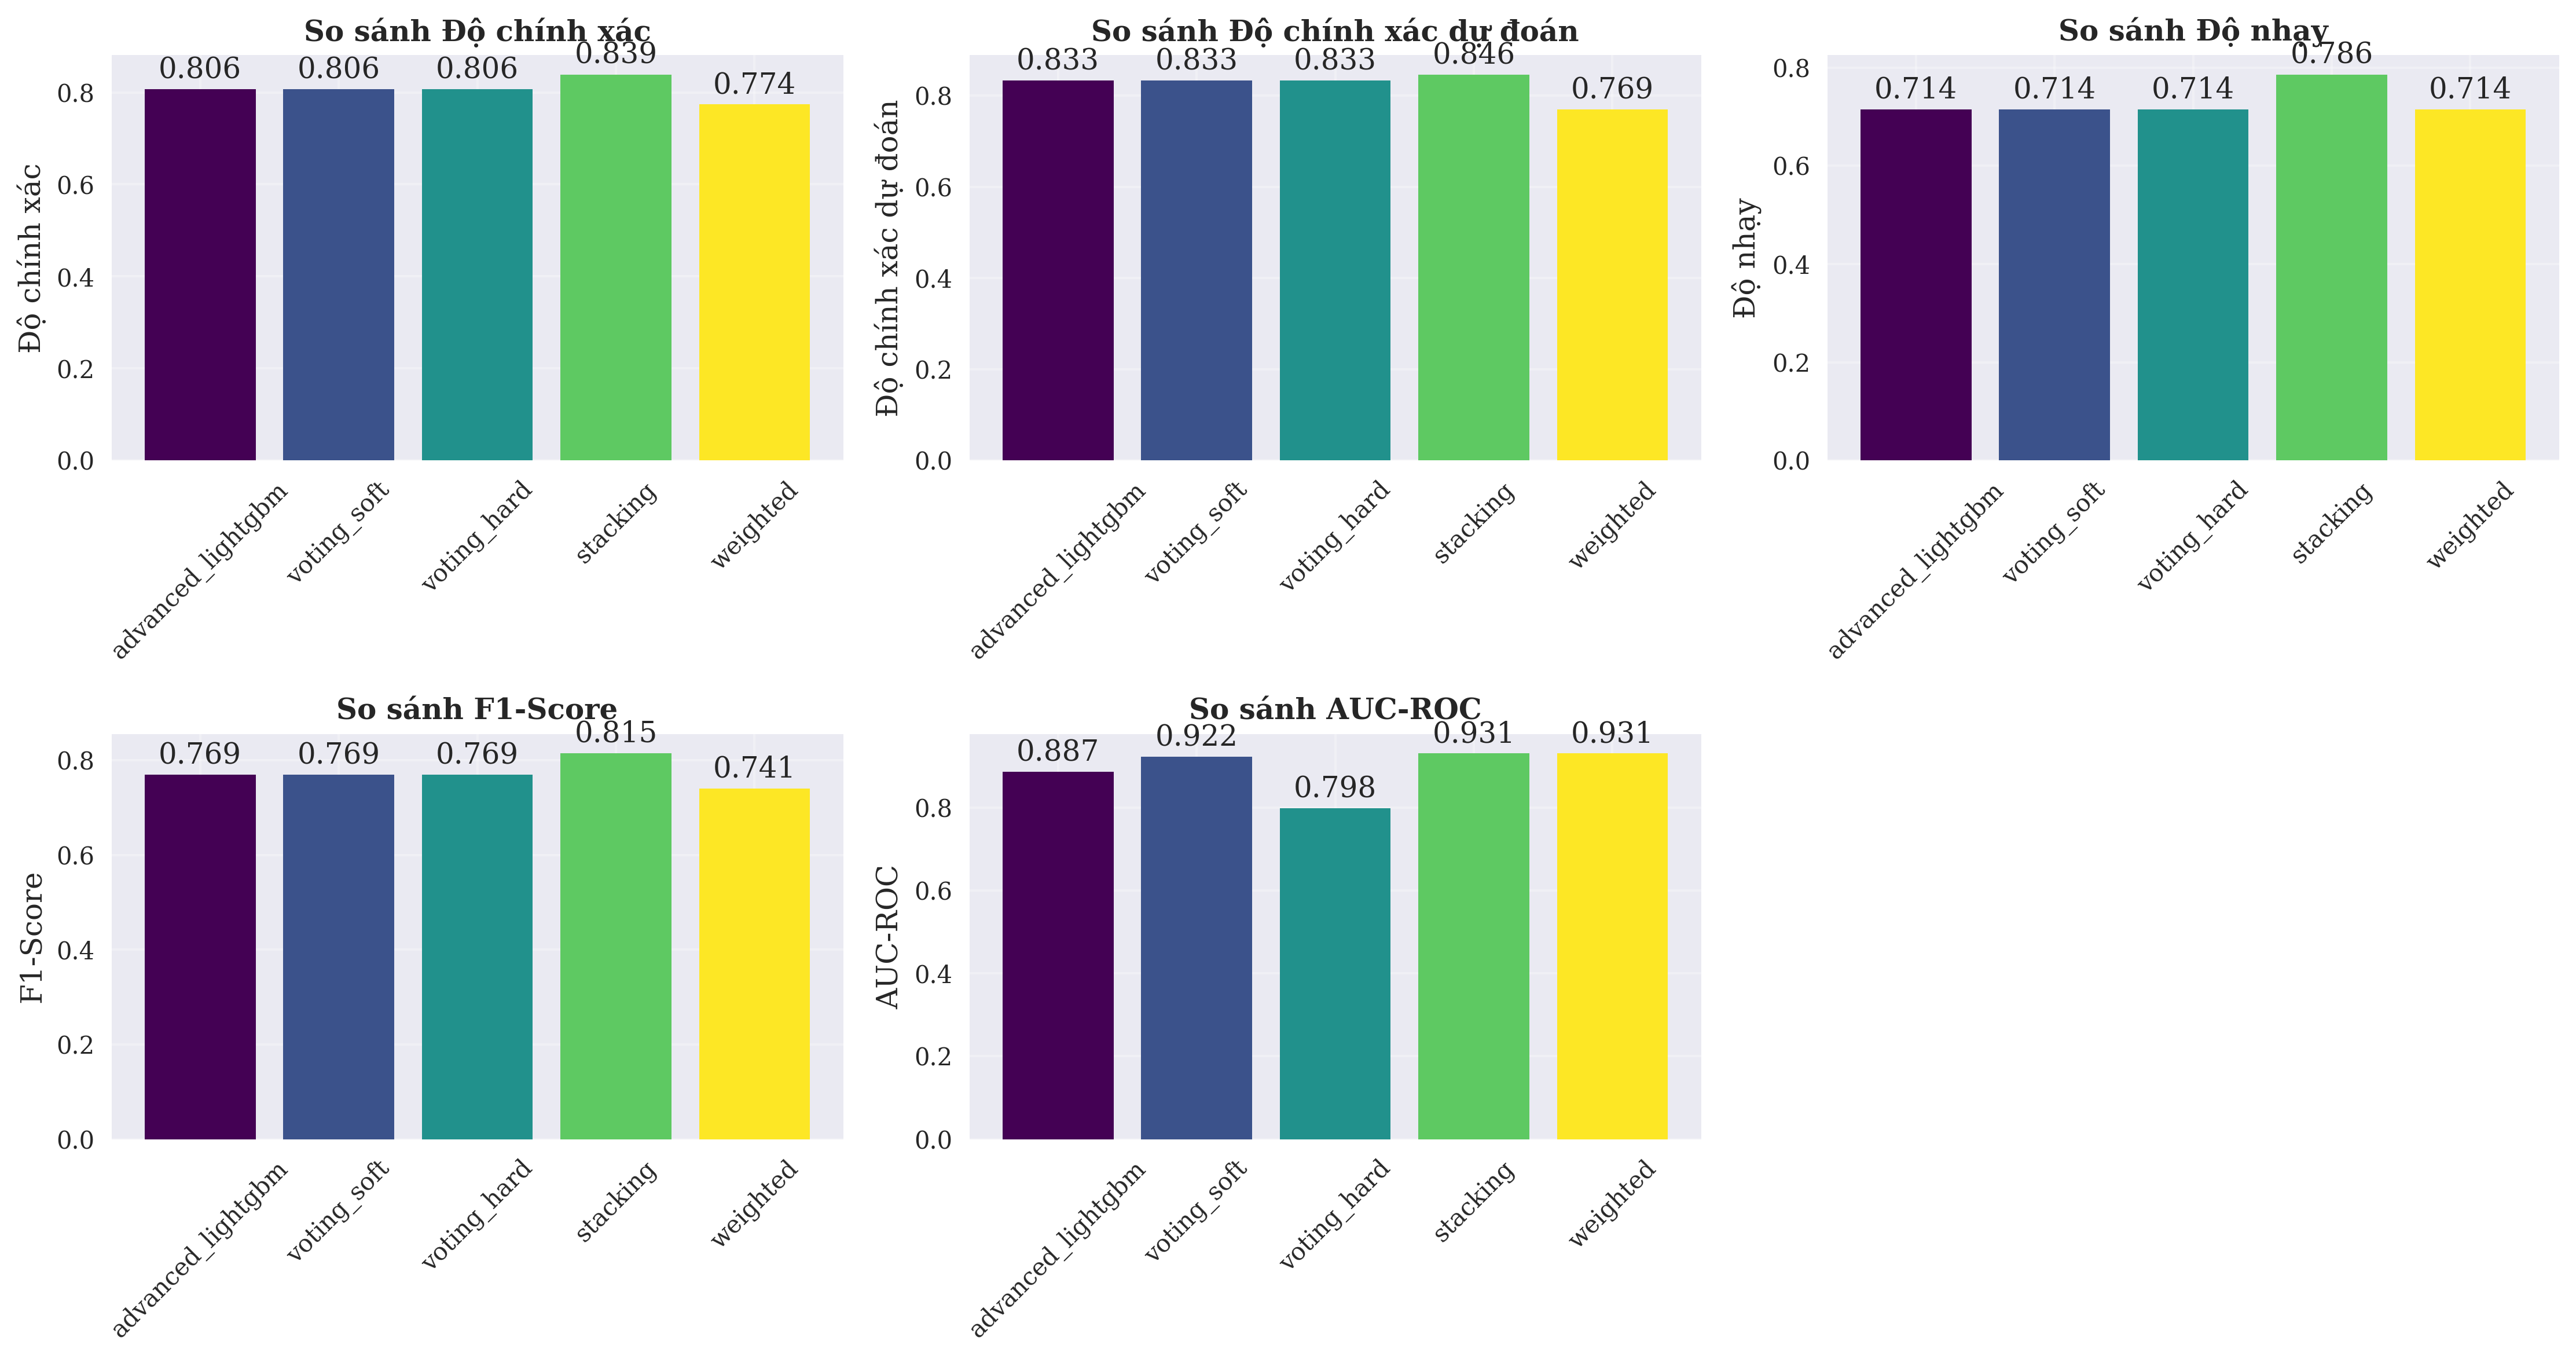 So sánh Độ chính xác
Độ chính xác
0.8
0.6
0.4
0.2
0.0
0.806
0.806
0.806
0.839
0.774
advanced_lightgbm
voting_soft
voting_hard
stacking
weighted
So sánh Độ chính xác dự đoán
Độ chính xác dự đoán
0.8
0.6
0.4
0.2
0.0
0.833
0.833
0.833
0.846
0.769
advanced_lightgbm
voting_soft
voting_hard
stacking
weighted
So sánh Độ nhạy
Độ nhạy
0.8
0.6
0.4
0.2
0.0
0.714
0.714
0.714
0.786
0.714
advanced_lightgbm
voting_soft
voting_hard
stacking
weighted
So sánh F1-Score
F1-Score
0.8
0.6
0.4
0.2
0.0
0.769
0.769
0.769
0.815
0.741
advanced_lightgbm
voting_soft
voting_hard
stacking
weighted
So sánh AUC-ROC
AUC-ROC
0.8
0.6
0.4
0.2
0.0
0.887
0.922
0.798
0.931
0.931
advanced_lightgbm
voting_soft
voting_hard
stacking
weighted